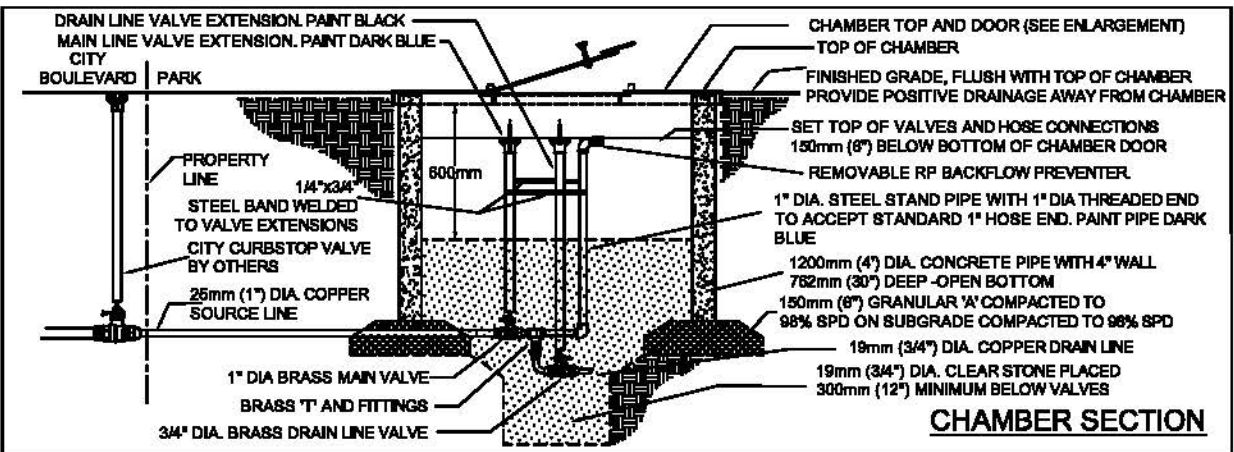 DRAIN LINE VALVE EXTENSION. PAINT BLACK
MAIN LINE VALVE EXTENSION. PAINT DARK BLUE
CITY
BOULEVARD
PARK
PROPERTY
LINE
1/4"x3/4"
STEEL BAND WELDED
TO VALVE EXTENSIONS
CITY CURBSTOP VALVE
BY OTHERS
25mm (1") DIA. COPPER
SOURCE LINE
1" DIA BRASS MAIN VALVE
BRASS 'T' AND FITTINGS
3/4" DIA. BRASS DRAIN LINE VALVE
600mm
CHAMBER TOP AND DOOR (SEE ENLARGEMENT)
TOP OF CHAMBER
FINISHED GRADE, FLUSH WITH TOP OF CHAMBER
PROVIDE POSITIVE DRAINAGE AWAY FROM CHAMBER
SET TOP OF VALVES AND HOSE CONNECTIONS
150mm (6") BELOW BOTTOM OF CHAMBER DOOR
REMOVABLE RP BACKFLOW PREVENTER.
1" DIA. STEEL STAND PIPE WITH 1" DIA THREADED END
TO ACCEPT STANDARD 1" HOSE END. PAINT PIPE DARK
BLUE
1200mm (4') DIA. CONCRETE PIPE WITH 4" WALL
762mm (30") DEEP -OPEN BOTTOM
150mm (6") GRANULAR 'A' COMPACTED TO
98% SPD ON SUBGRADE COMPACTED TO 98% SPD
19mm (3/4") DIA. COPPER DRAIN LINE
19mm (3/4") DIA. CLEAR STONE PLACED
300mm (12") MINIMUM BELOW VALVES
CHAMBER SECTION